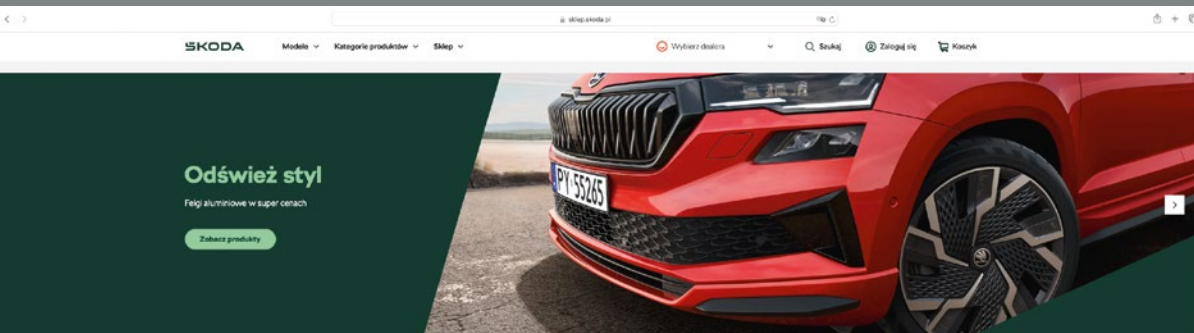 sklep.skoda.pl
ŠKODA Modele Kategorie produktów Sklep Wybierz dealera Szukaj Zaloguj się Koszyk
Odśwież styl
Felgi aluminiowe w super cenach
Zobacz produkty
PY 55265